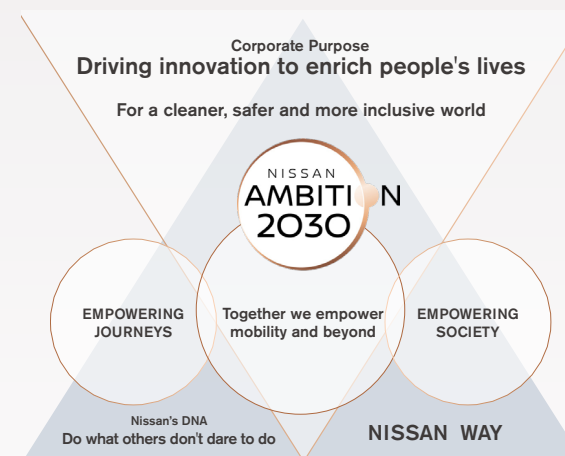 Corporate Purpose
Driving innovation to enrich people's lives
For a cleaner, safer and more inclusive world
NISSAN
AMBITION
2030
EMPOWERING
JOURNEYS
Together we empower
mobility and beyond
EMPOWERING
SOCIETY
Nissan's DNA
Do what others don't dare to do
NISSAN WAY